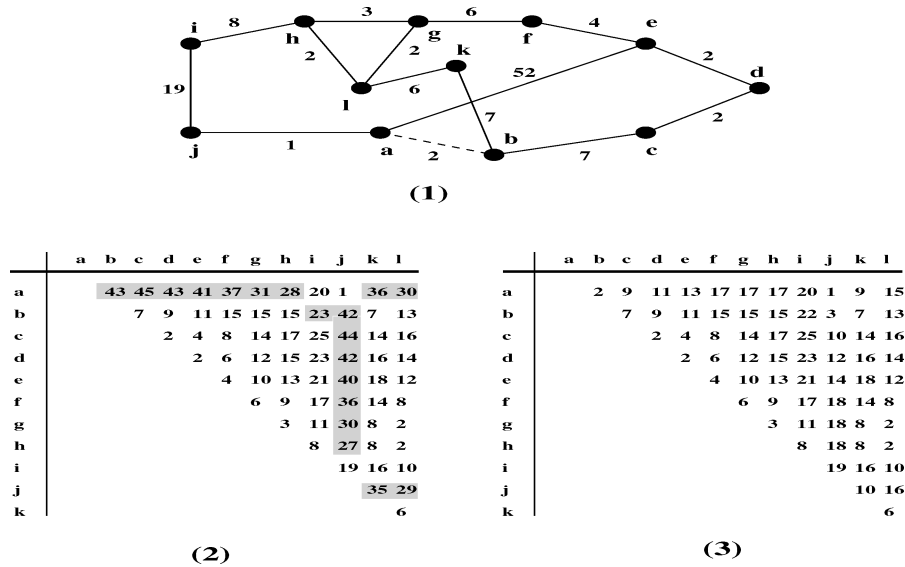 i 8 h 3 g 6 f 4 e
2 2 k 52 2 d
19 l 6 7 b 2
j 1 a 2 7 c
(1)
a b c d e f g h i j k l
a 43 45 43 41 37 31 28 20 1 36 30
b 7 9 11 15 15 15 23 42 7 13
c 2 4 8 14 17 25 44 14 16
d 2 6 12 15 23 42 16 14
e 4 10 13 21 40 18 12
f 6 9 17 36 14 8
g 3 11 30 8 2
h 8 27 8 2
i 19 16 10
j 35 29
k 6
(2)
a b c d e f g h i j k l
a 2 9 11 13 17 17 17 20 1 9 15
b 7 9 11 15 15 15 22 3 7 13
c 2 4 8 14 17 25 10 14 16
d 2 6 12 15 23 12 16 14
e 4 10 13 21 14 18 12
f 6 9 17 18 14 8
g 3 11 18 8 2
h 8 18 8 2
i 19 16 10
j 10 16
k 6
(3)